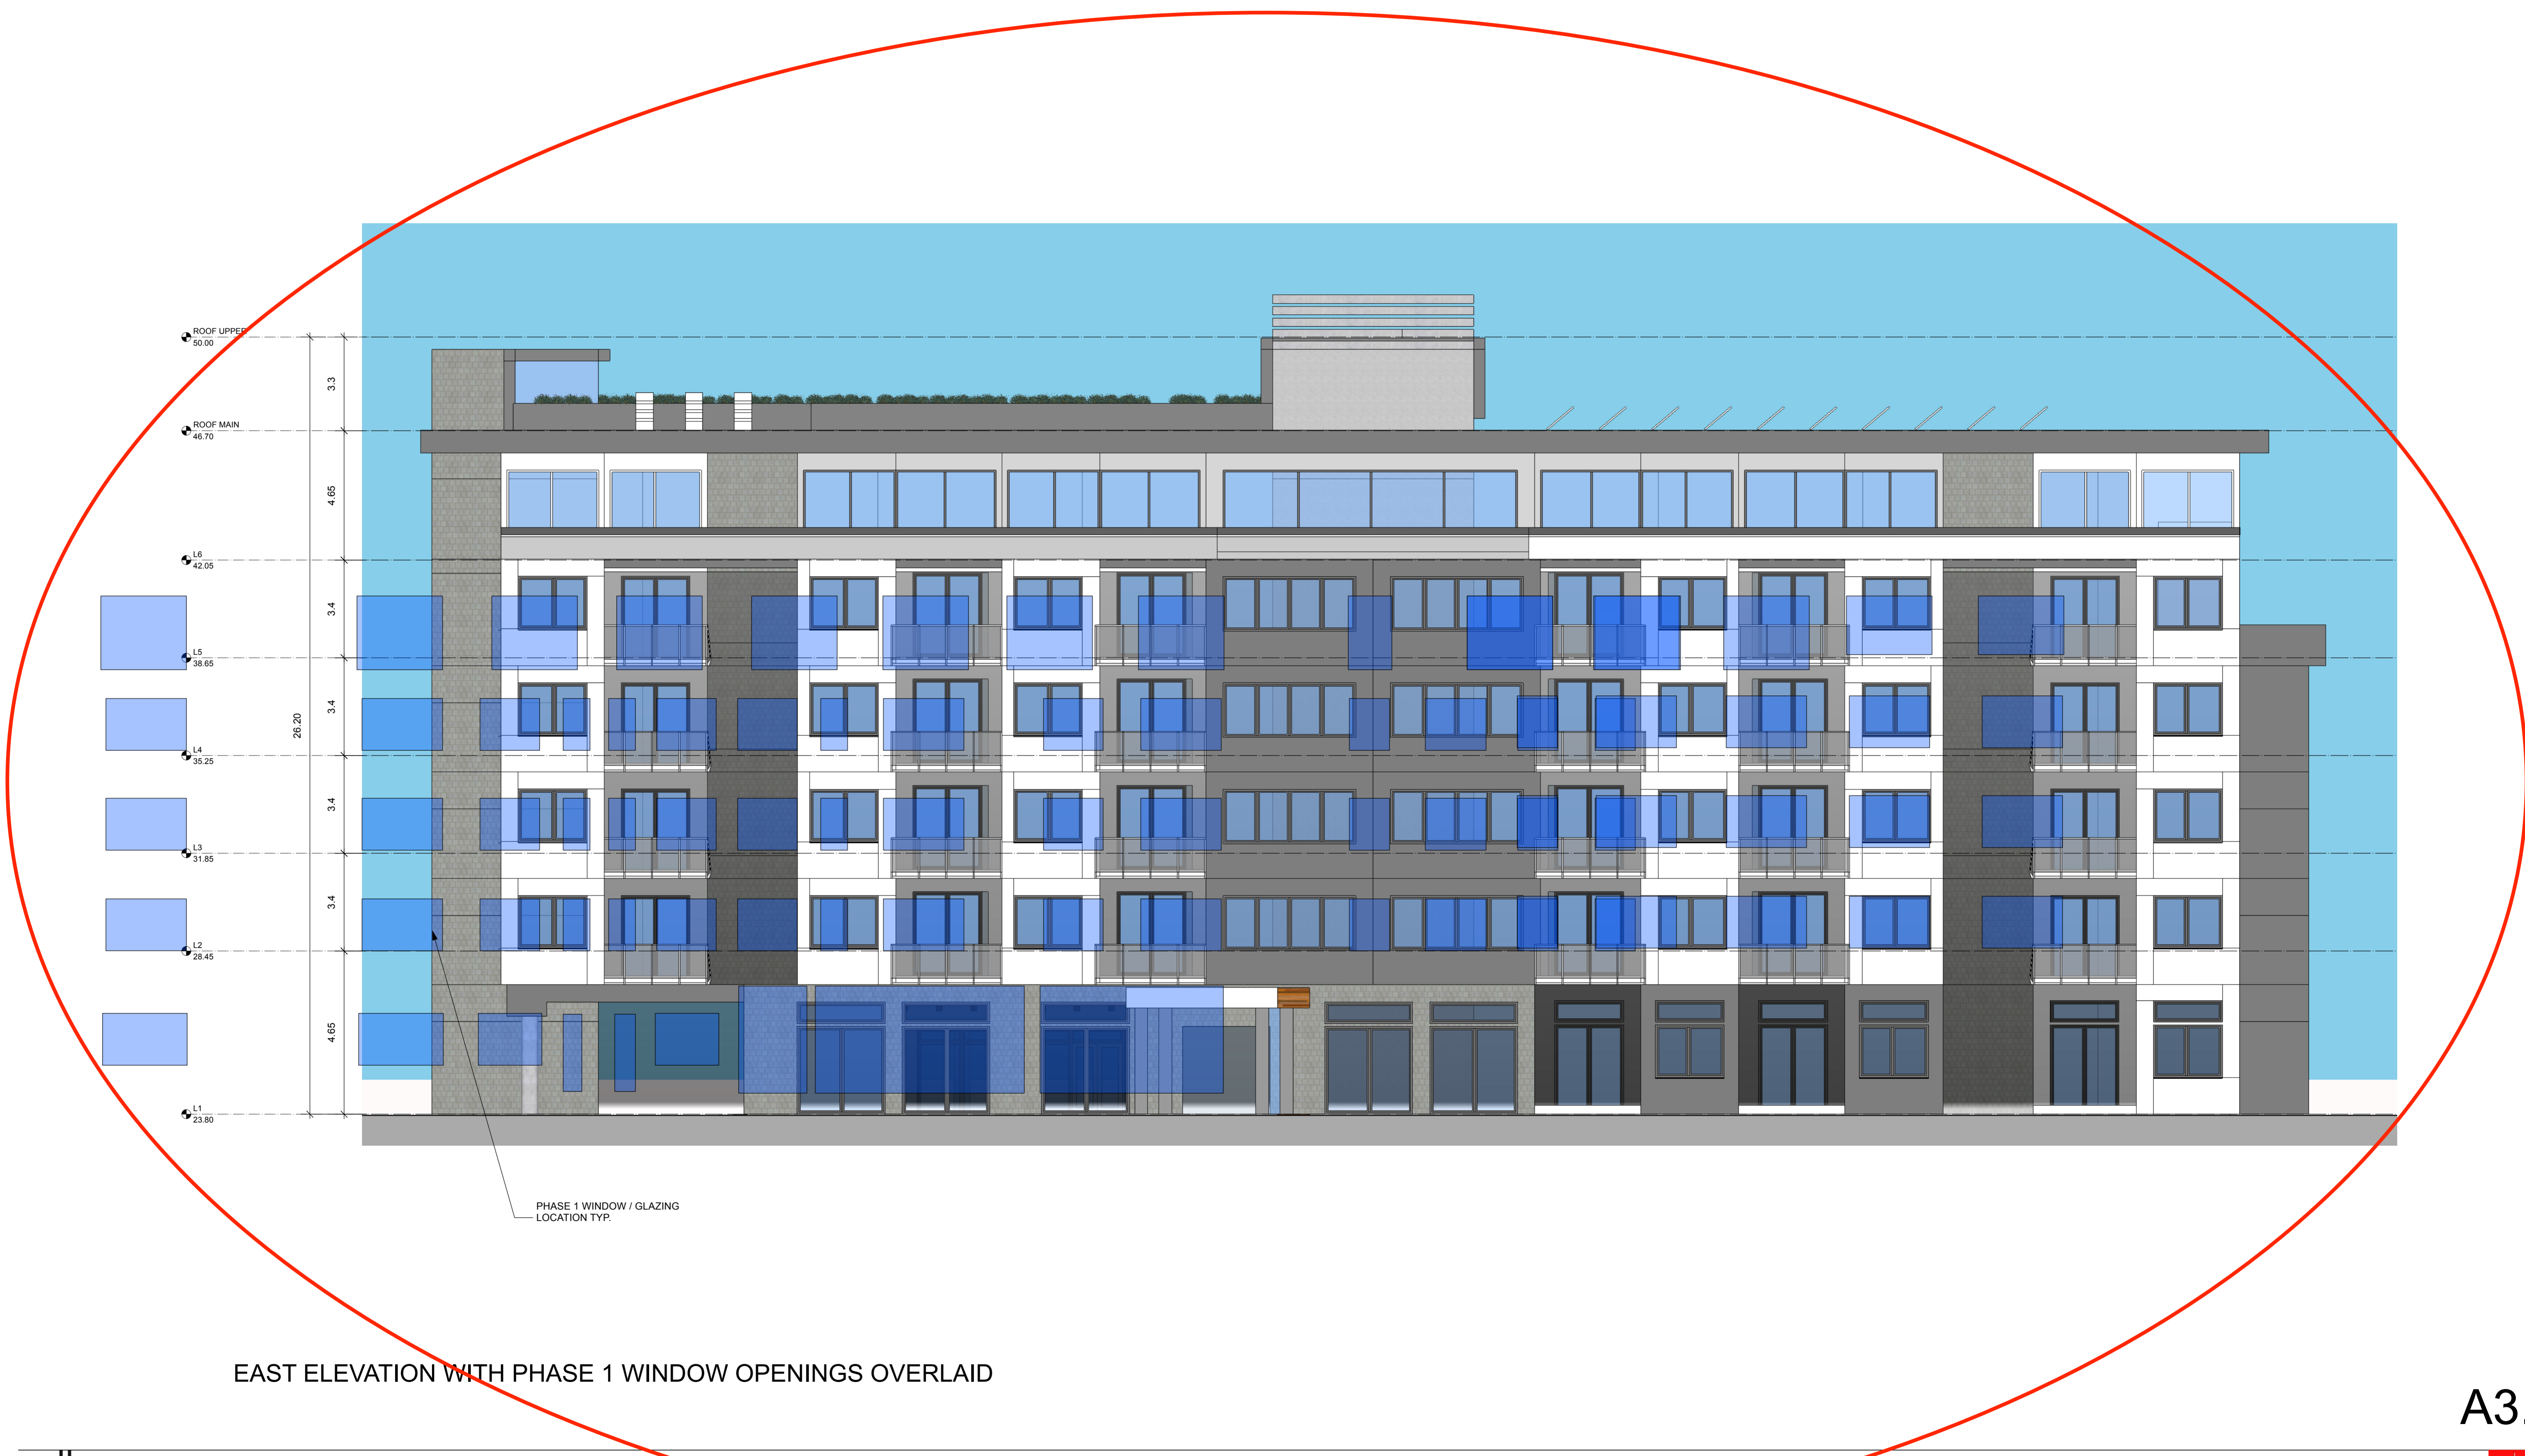 ROOF UPPER
50.00
3.3
ROOF MAIN
46.70
4.65
L6
42.05
3.4
L5
38.65
3.4
26.20
L4
35.25
3.4
L3
31.85
3.4
L2
28.45
4.65
L1
23.80
PHASE 1 WINDOW / GLAZING
LOCATION TYP.
EAST ELEVATION WITH PHASE 1 WINDOW OPENINGS OVERLAID
A3.